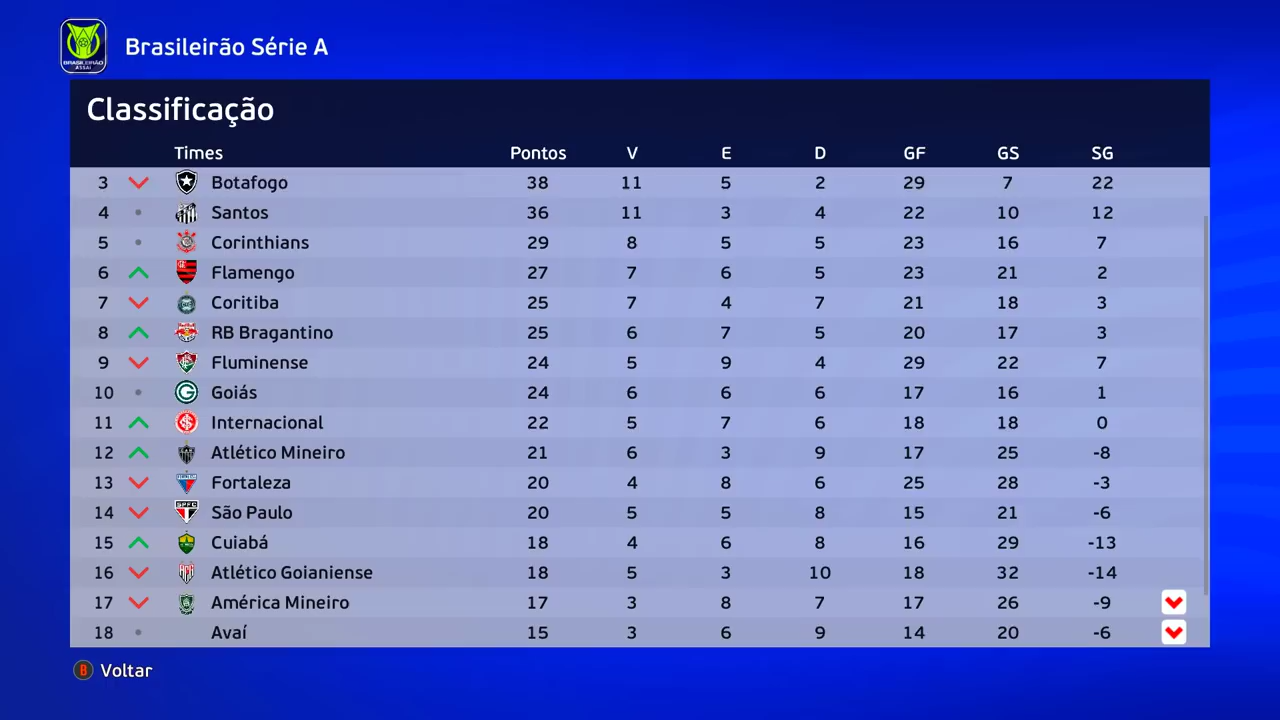 Brasileirão Série A
BRASILEIRÃO
ASSAÍ
Classificação
Times Pontos V E D GF GS SG
3 Botafogo 38 11 5 2 29 7 22
4 Santos 36 11 3 4 22 10 12
5 Corinthians 29 8 5 5 23 16 7
6 Flamengo 27 7 6 5 23 21 2
7 Coritiba 25 7 4 7 21 18 3
8 RB Bragantino 25 6 7 5 20 17 3
9 Fluminense 24 5 9 4 29 22 7
10 Goiás 24 6 6 6 17 16 1
11 Internacional 22 5 7 6 18 18 0
12 Atlético Mineiro 21 6 3 9 17 25 -8
13 Fortaleza 20 4 8 6 25 28 -3
14 São Paulo 20 5 5 8 15 21 -6
15 Cuiabá 18 4 6 8 16 29 -13
16 Atlético Goianiense 18 5 3 10 18 32 -14
17 América Mineiro 17 3 8 7 17 26 -9
18 Avaí 15 3 6 9 14 20 -6
B Voltar